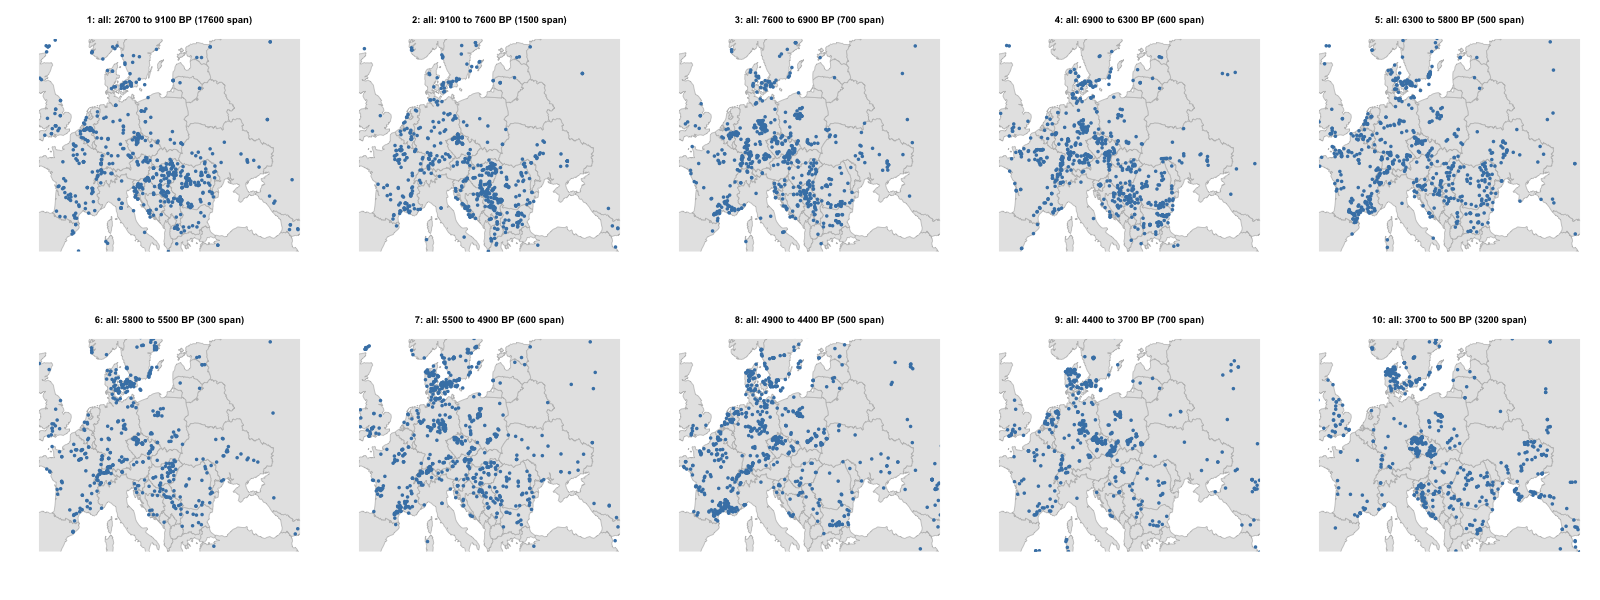 1: all: 26700 to 9100 BP (17600 span)
2: all: 9100 to 7600 BP (1500 span)
3: all: 7600 to 6900 BP (700 span)
4: all: 6900 to 6300 BP (600 span)
5: all: 6300 to 5800 BP (500 span)
6: all: 5800 to 5500 BP (300 span)
7: all: 5500 to 4900 BP (600 span)
8: all: 4900 to 4400 BP (500 span)
9: all: 4400 to 3700 BP (700 span)
10: all: 3700 to 500 BP (3200 span)